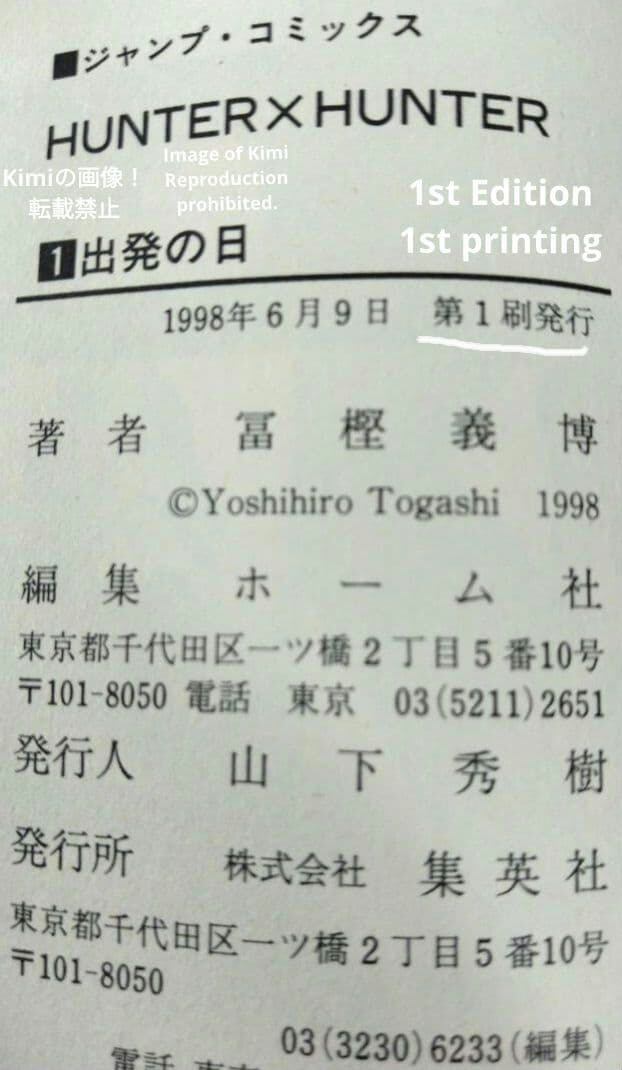 ■ジャンプ・コミックス
HUNTER×HUNTER
Kimiの画像！
転載禁止
Image of Kimi
Reproduction
prohibited.
1st Edition
1st printing
1出発の日
1998年6月9日 第1刷発行
著者 冨樫義博
©Yoshihiro Togashi 1998
編集 ホーム社
東京都千代田区一ツ橋2丁目5番10号
〒101-8050 電話 東京 03(5211)2651
発行人 山下秀樹
発行所 株式会社 集英社
東京都千代田区一ツ橋2丁目5番10号
〒101-8050
03(3230)6233(編集)
電話 東京